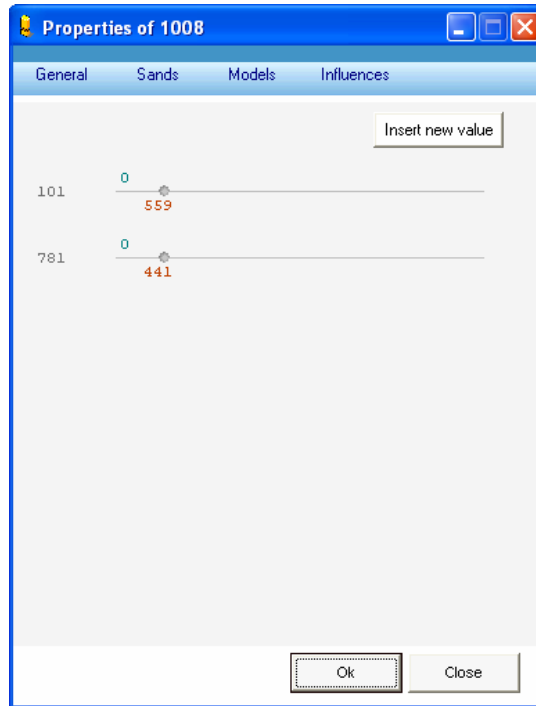 Properties of 1008
General Sands Models Influences
Insert new value
0
101
559
0
781
441
Ok Close